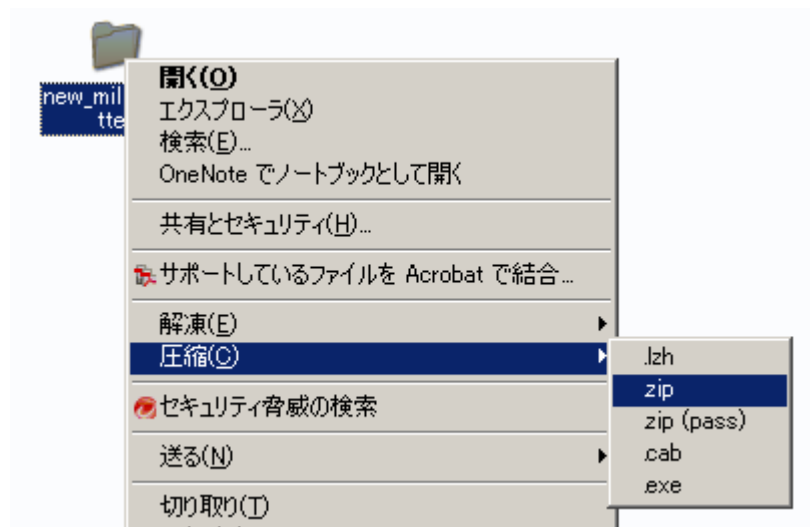 new_mil
tte
開く(O)
エクスプローラ(X)
検索(E)...
OneNote でノートブックとして開く
共有とセキュリティ(H)...
サポートしているファイルを Acrobat で結合...
解凍(E)
圧縮(C)
セキュリティ脅威の検索
送る(N)
切り取り(T)
.lzh
.zip
.zip (pass)
.cab
.exe